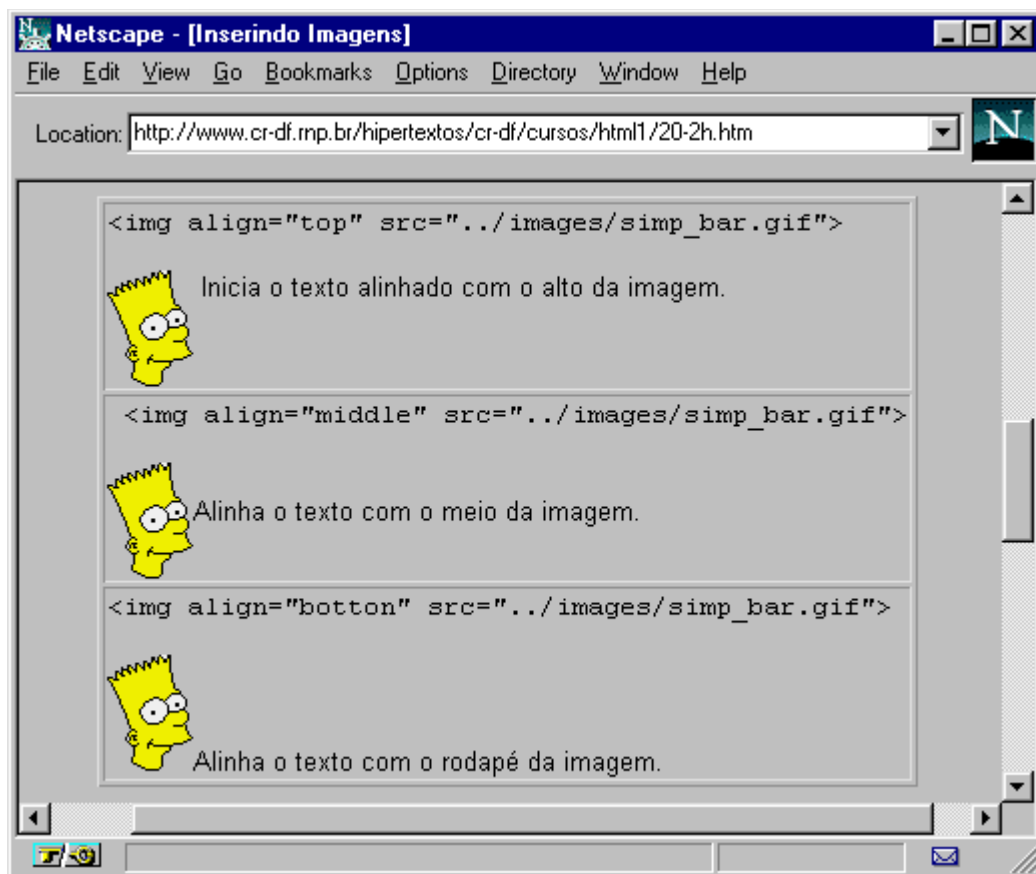 Netscape - [Inserindo Imagens]
File Edit View Go Bookmarks Options Directory Window Help
Location: http://www.cr-df.rnp.br/hipertextos/cr-df/cursos/html1/20-2h.htm
N
<img align="top" src="../images/simp_bar.gif">
Inicia o texto alinhado com o alto da imagem.
<img align="middle" src="../images/simp_bar.gif">
Alinha o texto com o meio da imagem.
<img align="botton" src="../images/simp_bar.gif">
Alinha o texto com o rodapé da imagem.